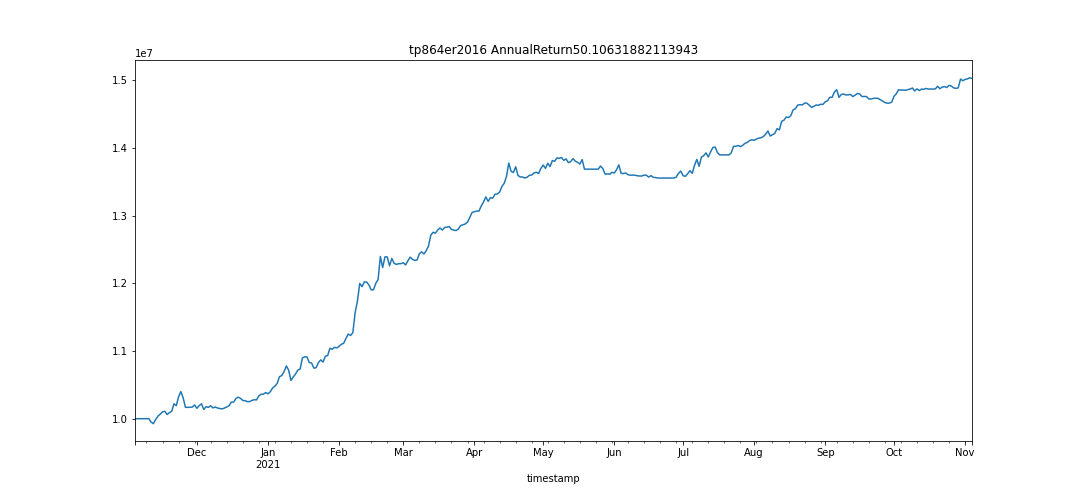 tp864er2016 AnnualReturn50.10631882113943
1e7
1.5
1.4
1.3
1.2
1.1
1.0
Dec Jan Feb Mar Apr May Jun Jul Aug Sep Oct Nov
2021
timestamp